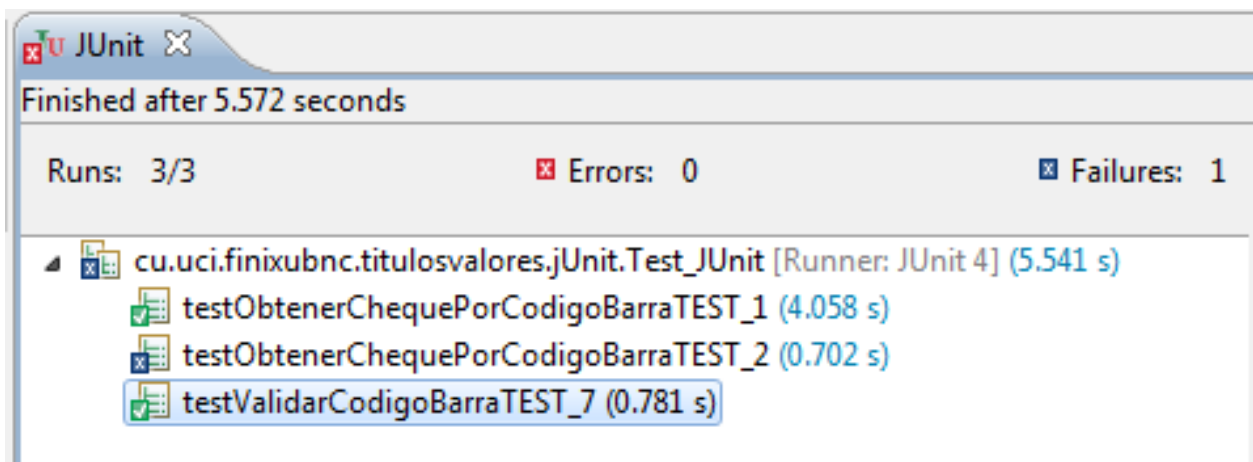 JUnit
Finished after 5.572 seconds
Runs: 3/3 Errors: 0 Failures: 1
cu.uci.finixubnc.titulosvalores.jUnit.Test_JUnit [Runner: JUnit 4] (5.541 s)
testObtenerChequePorCodigoBarraTEST_1 (4.058 s)
testObtenerChequePorCodigoBarraTEST_2 (0.702 s)
testValidarCodigoBarraTEST_7 (0.781 s)